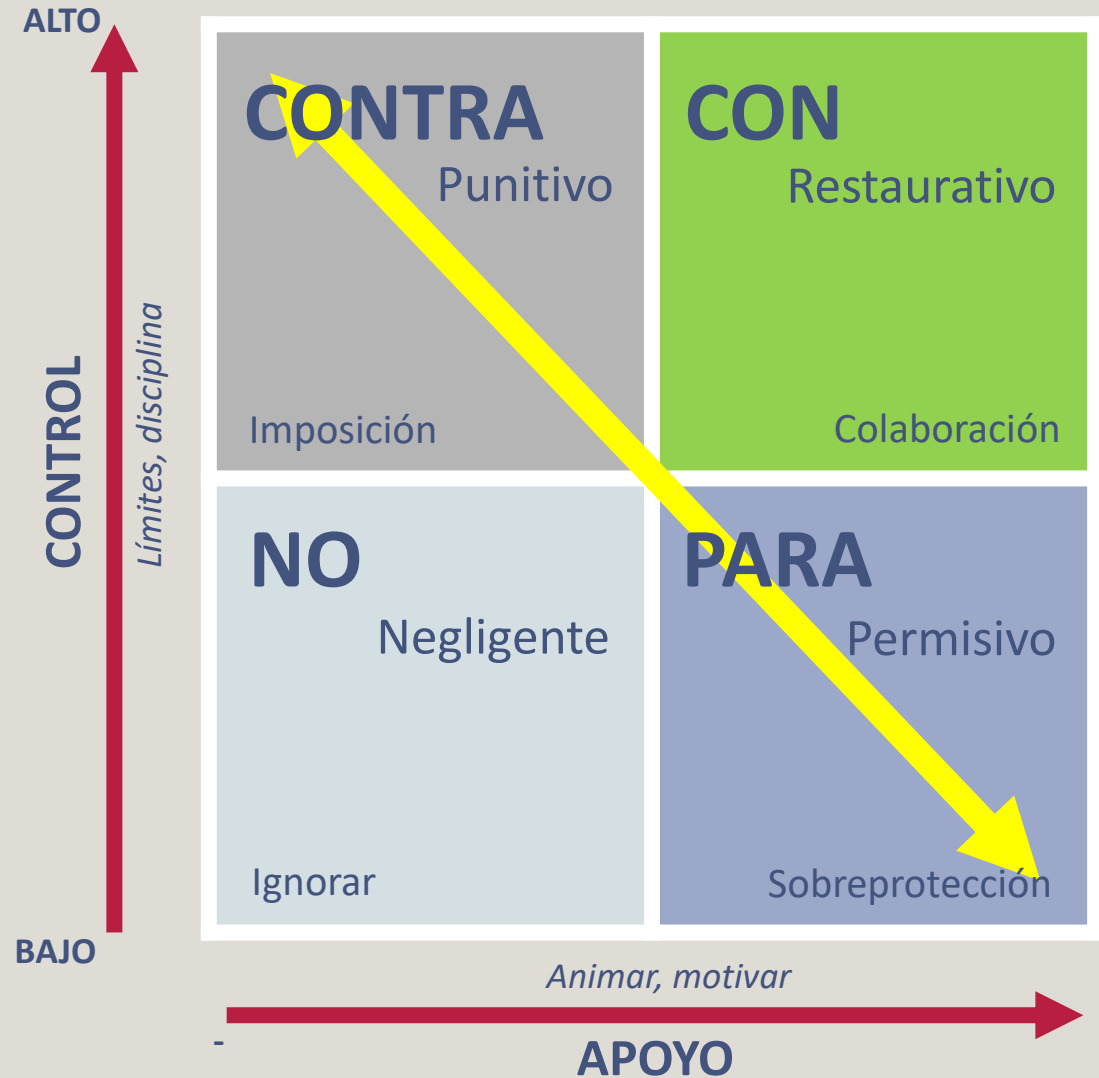 ALTO
CONTRA
Punitivo
Imposición
CON
Restaurativo
Colaboración
CONTROL
Límites, disciplina
NO
Negligente
Ignorar
PARA
Permisivo
Sobreprotección
BAJO
Animar, motivar
-
APOYO